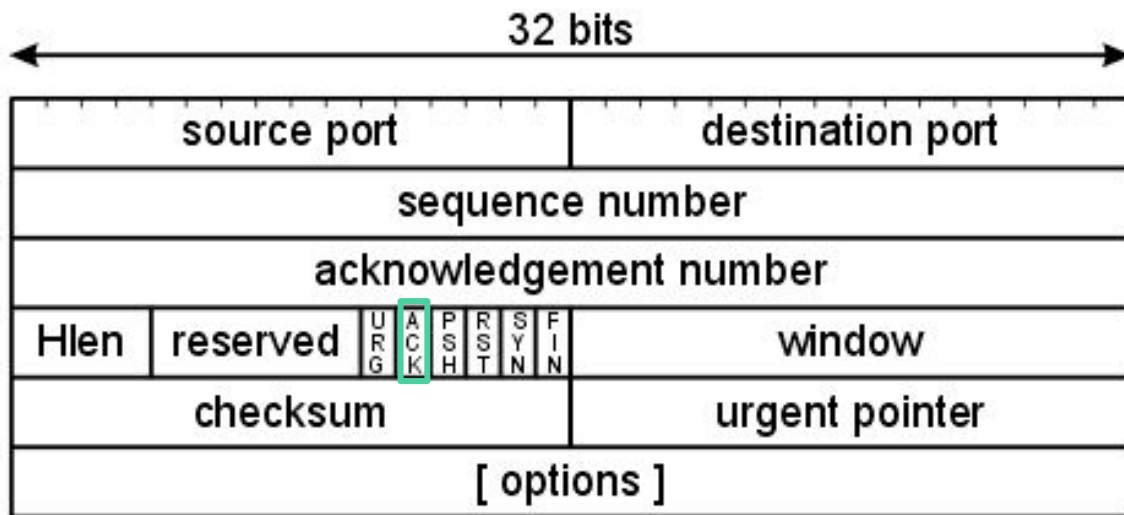 32 bits
source port destination port
sequence number
acknowledgement number
Hlen reserved URG ACK PSH RST SYN FIN window
checksum urgent pointer
[ options ]